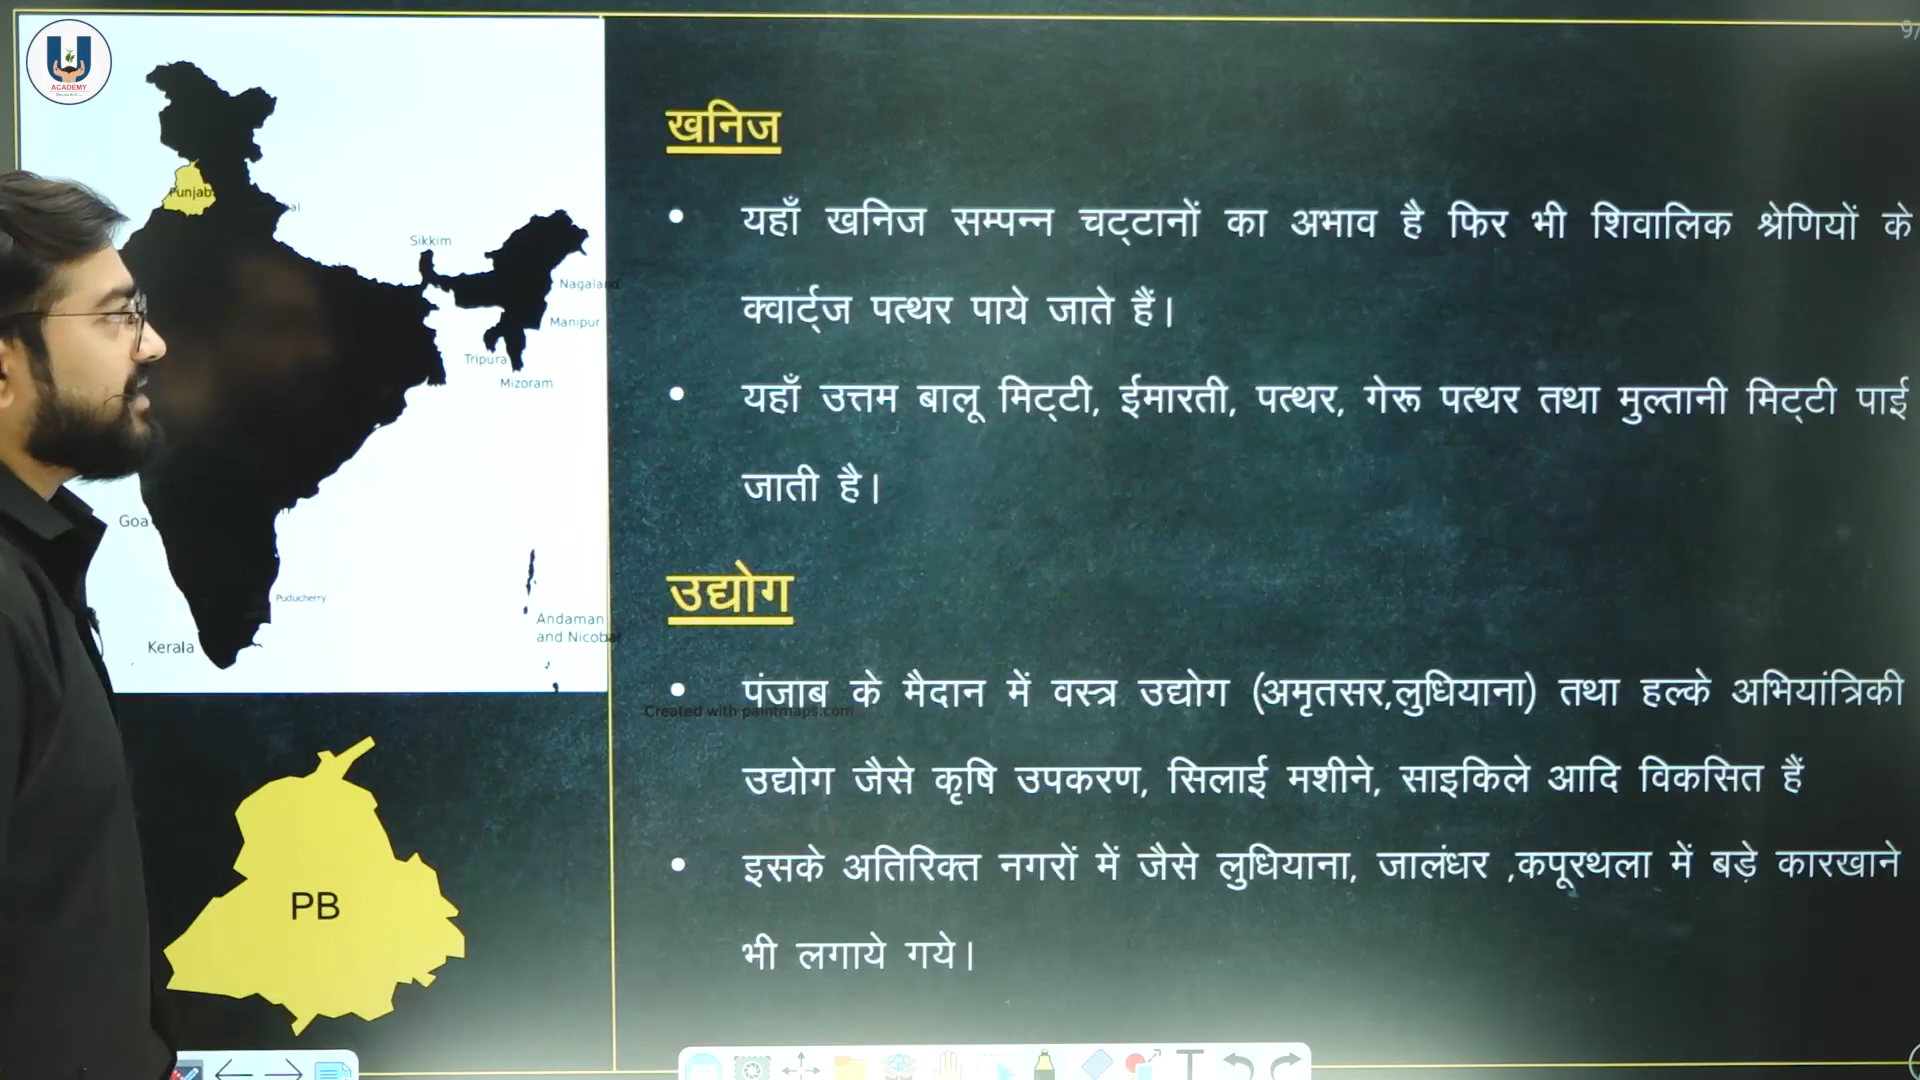 U
ACADEMY
9/
Punjab
al
Sikkim
Nagaland
Manipur
Tripura
Mizoram
Goa
Puducherry
Andaman
and Nicobar
Kerala
PB
खनिज
यहाँ खनिज सम्पन्न चट्टानों का अभाव है फिर भी शिवालिक श्रेणियों के
क्वार्ट्ज पत्थर पाये जाते हैं।
यहाँ उत्तम बालू मिट्टी, ईमारती, पत्थर, गेरू पत्थर तथा मुल्तानी मिट्टी पाई
जाती है।
उद्योग
पंजाब के मैदान में वस्त्र उद्योग (अमृतसर,लुधियाना) तथा हल्के अभियांत्रिकी
Created with paintmaps.com
उद्योग जैसे कृषि उपकरण, सिलाई मशीने, साइकिले आदि विकसित हैं
इसके अतिरिक्त नगरों में जैसे लुधियाना, जालंधर ,कपूरथला में बड़े कारखाने
भी लगाये गये।
T